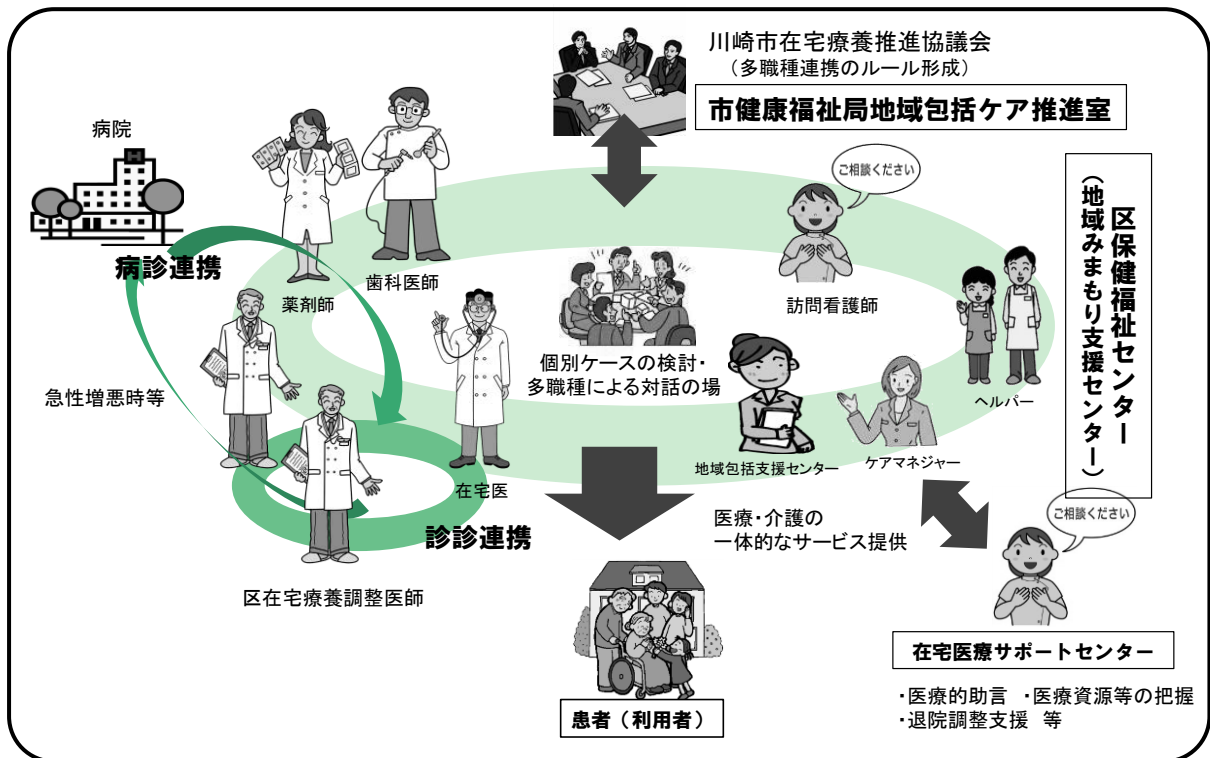 川崎市在宅療養推進協議会
（多職種連携のルール形成）
市健康福祉局地域包括ケア推進室
病院
H
ご相談ください
区保健福祉センター
（地域みまもり支援センター）
病診連携
薬剤師
歯科医師
訪問看護師
個別ケースの検討・
多職種による対話の場
急性増悪時等
ヘルパー
地域包括支援センター
ケアマネジャー
在宅医
診診連携
医療・介護の
一体的なサービス提供
ご相談ください
区在宅療養調整医師
在宅医療サポートセンター
・医療的助言 ・医療資源等の把握
・退院調整支援 等
患者（利用者）